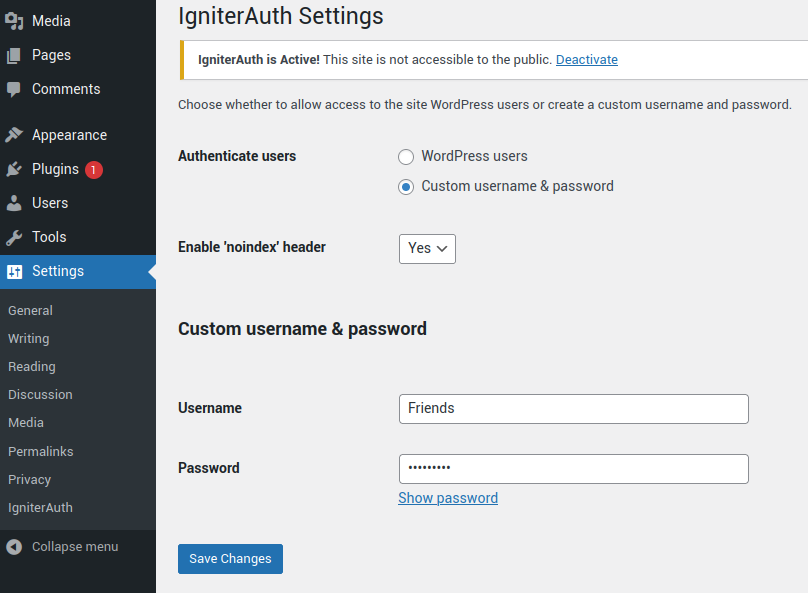 Media
Pages
Comments
Appearance
Plugins 1
Users
Tools
Settings
General
Writing
Reading
Discussion
Media
Permalinks
Privacy
IgniterAuth
Collapse menu
IgniterAuth Settings
IgniterAuth is Active! This site is not accessible to the public. Deactivate
Choose whether to allow access to the site WordPress users or create a custom username and password.
Authenticate users
WordPress users
Custom username & password
Enable 'noindex' header
Yes
Custom username & password
Username
Friends
Password
•••••••••
Show password
Save Changes